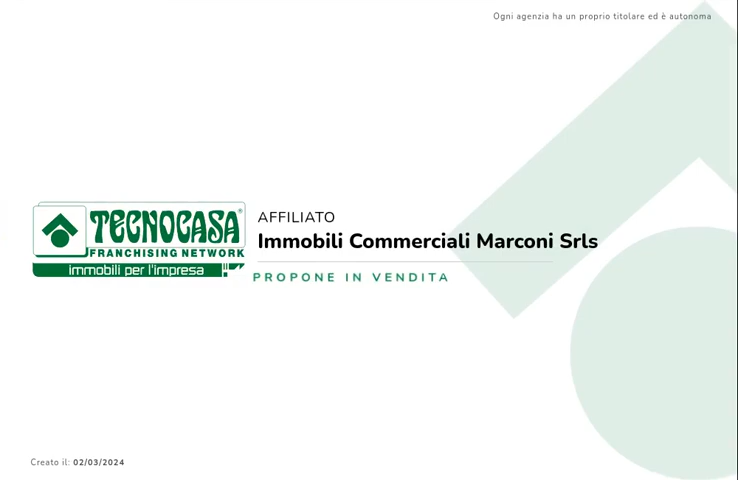 Ogni agenzia ha un proprio titolare ed è autonoma
TECNOCASA®
FRANCHISING NETWORK
immobili per l'impresa
AFFILIATO
Immobili Commerciali Marconi Srls
PROPONE IN VENDITA
Creato il: 02/03/2024